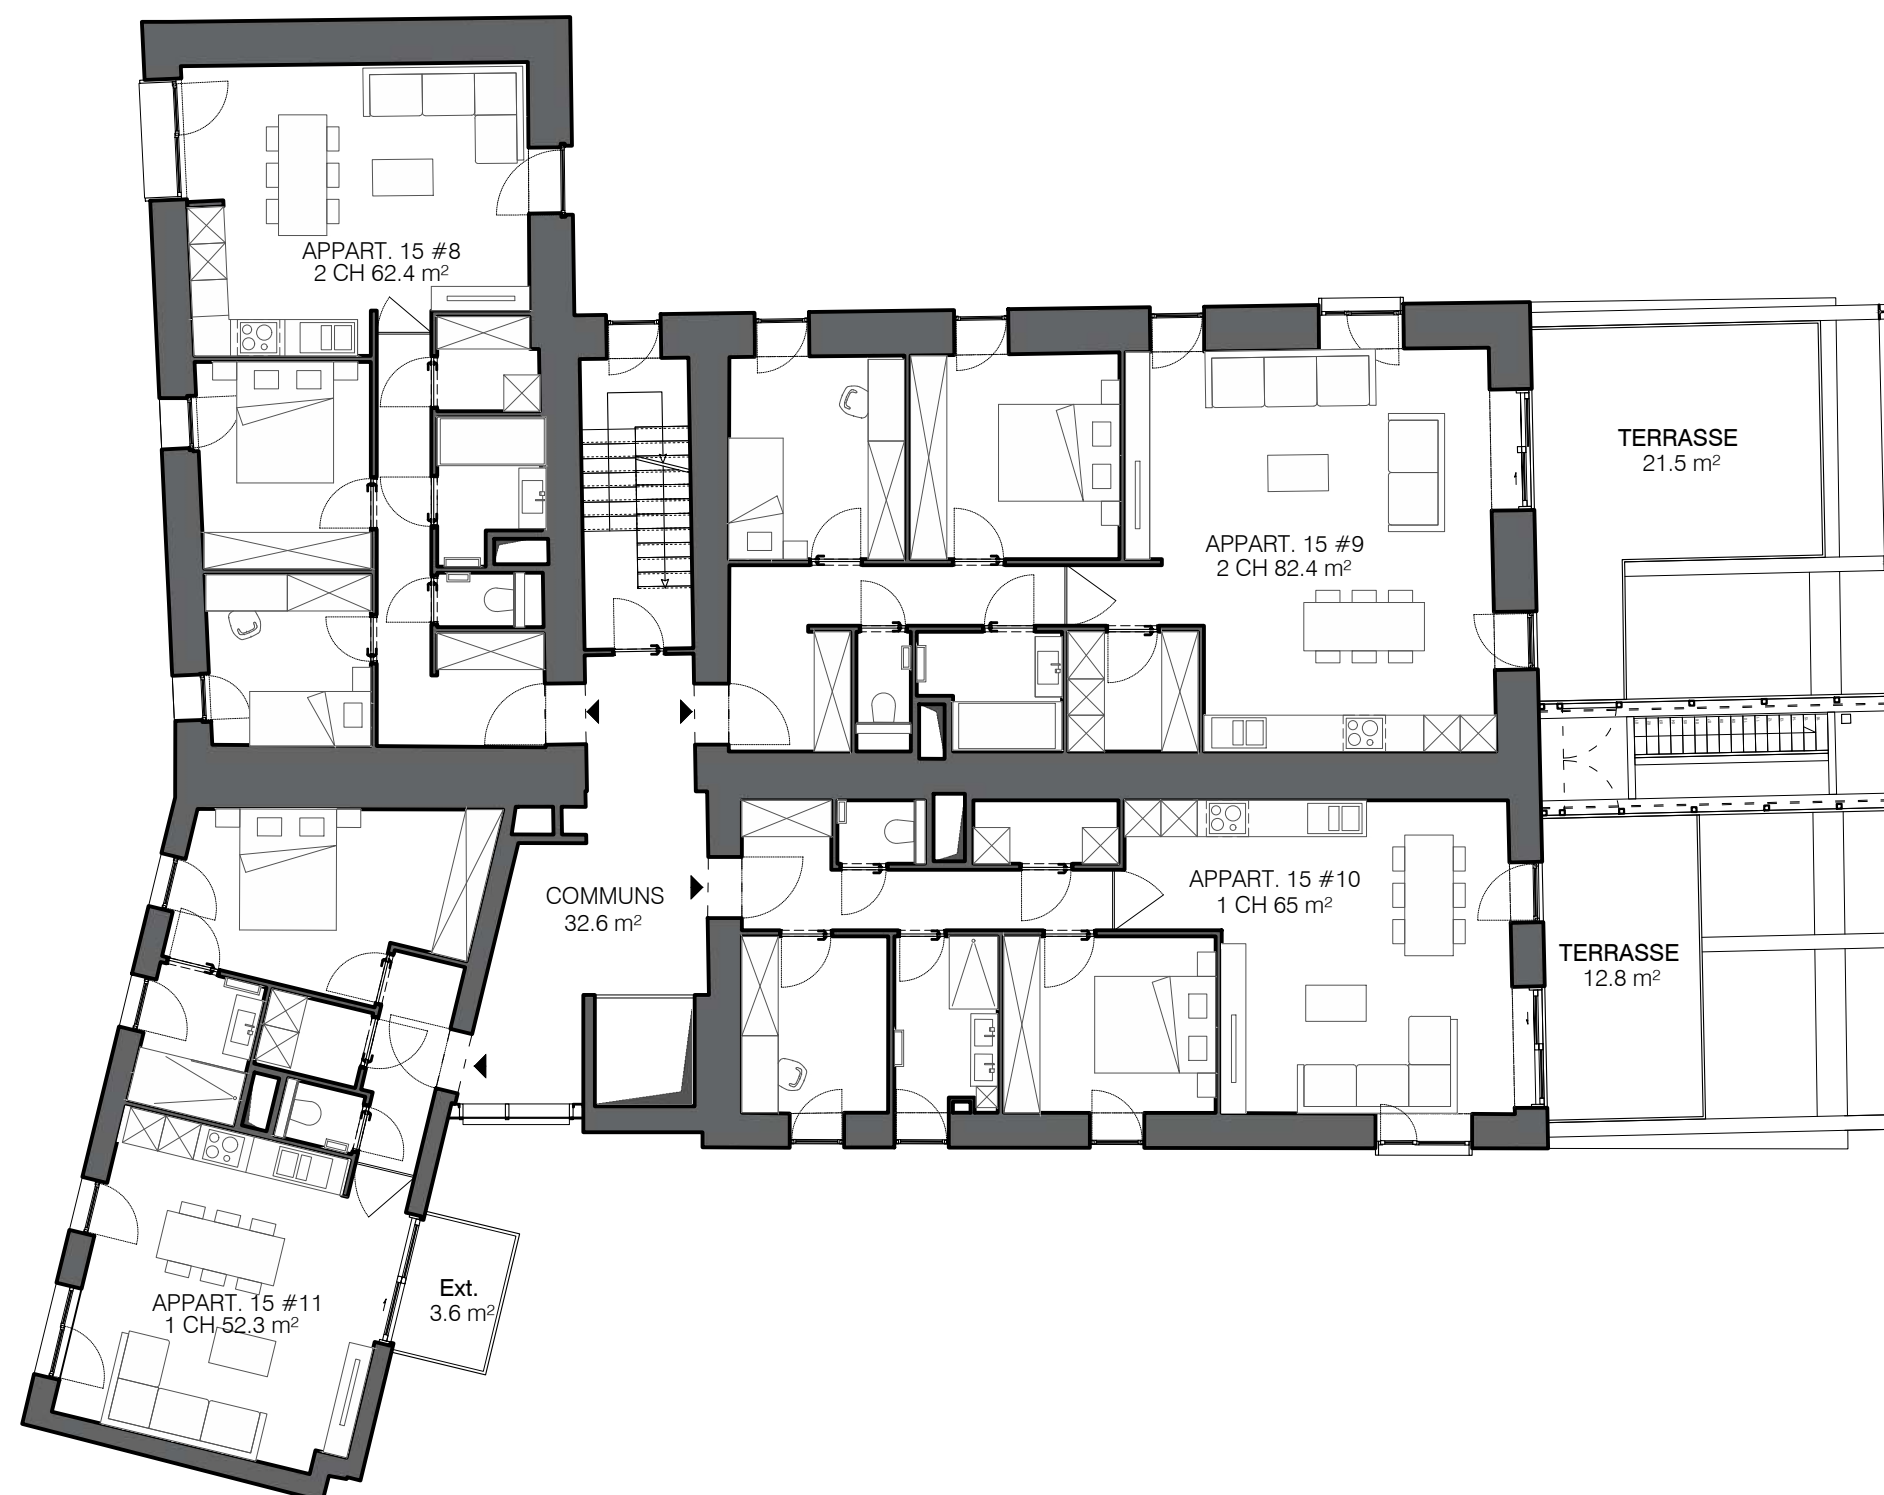 APPART. 15 #8
2 CH 62.4 m²
TERRASSE
21.5 m²
APPART. 15 #9
2 CH 82.4 m²
APPART. 15 #10
1 CH 65 m²
COMMUNS
32.6 m²
TERRASSE
12.8 m²
Ext.
3.6 m²
APPART. 15 #11
1 CH 52.3 m²